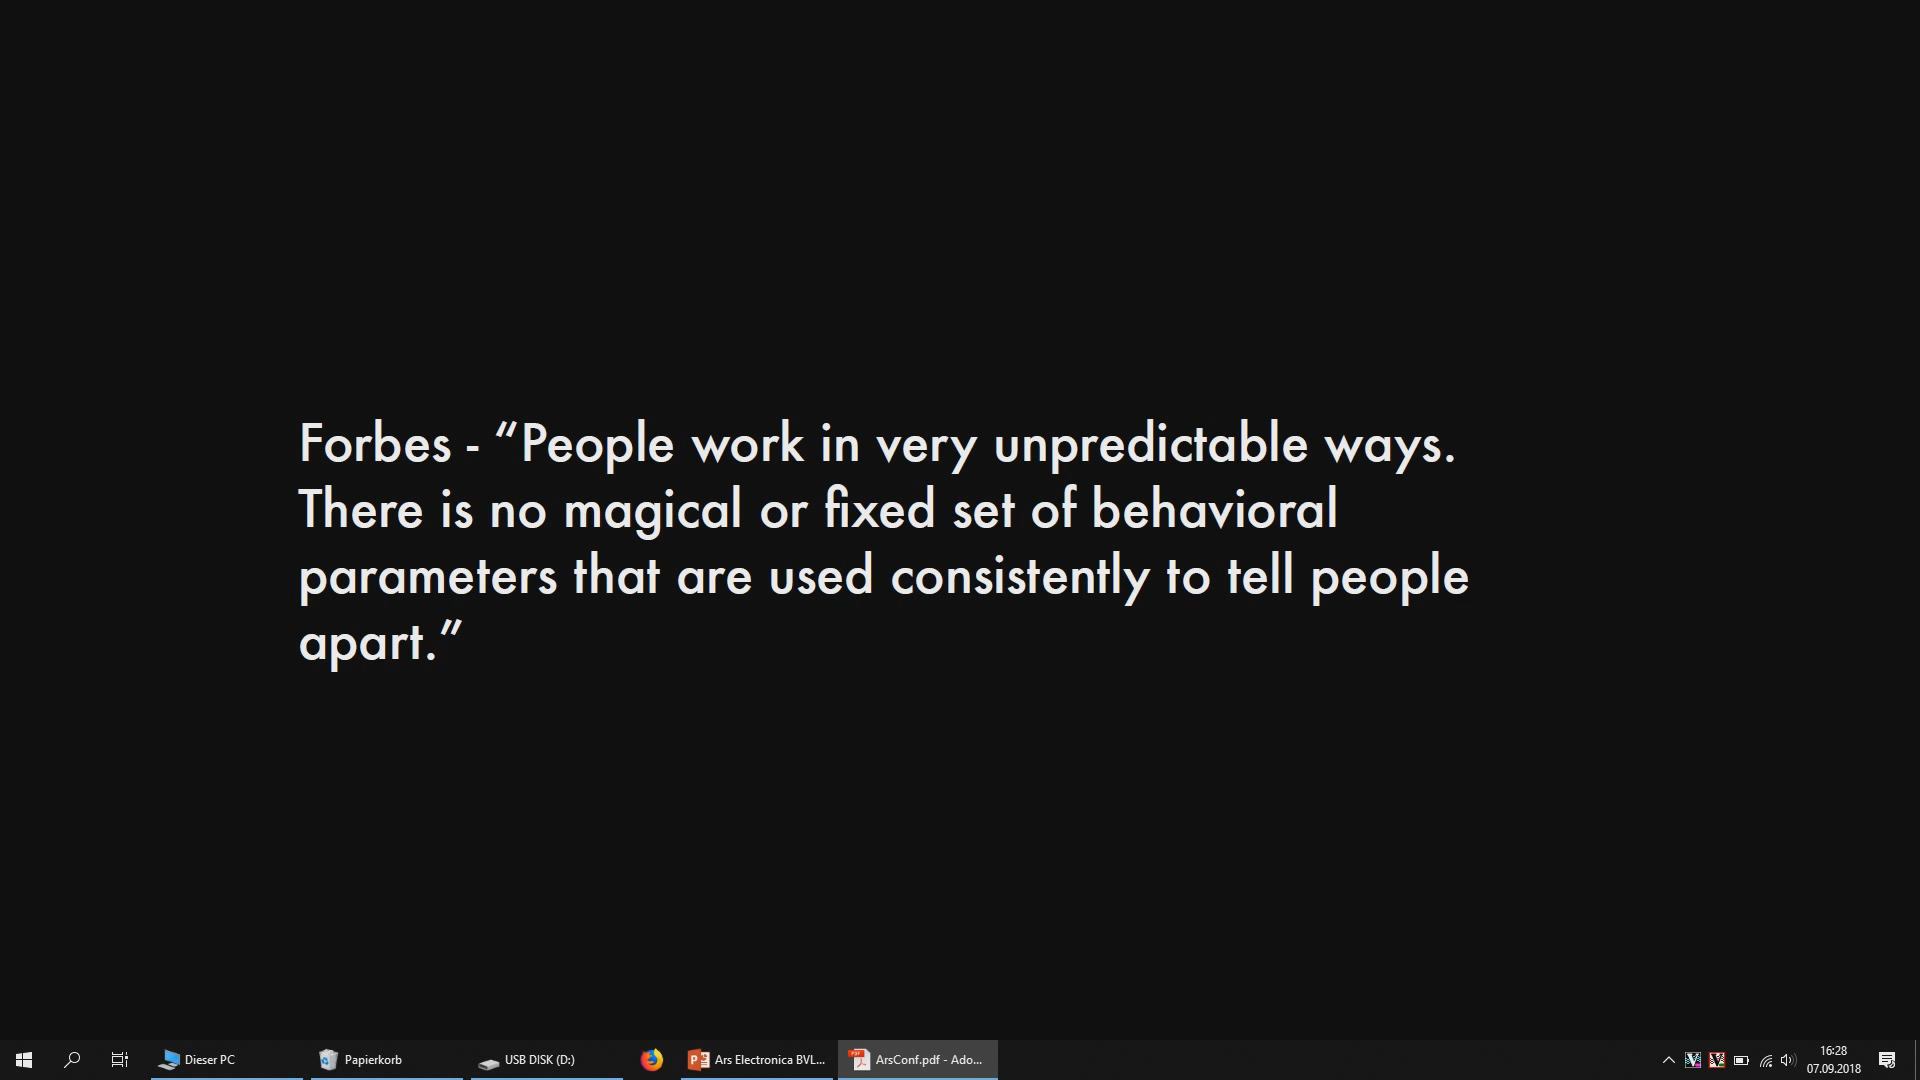 Forbes - “People work in very unpredictable ways.
There is no magical or fixed set of behavioral
parameters that are used consistently to tell people
apart.”
Dieser PC
Papierkorb
USB DISK (D:)
Ars Electronica BVL...
ArsConf.pdf - Ado...
16:28
07.09.2018